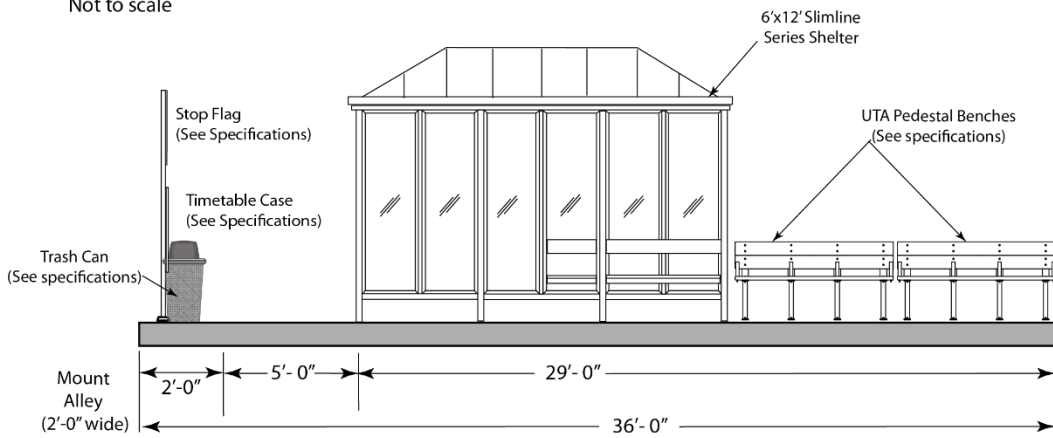 Not to scale
6'x12' Slimline
Series Shelter
Stop Flag
(See Specifications)
UTA Pedestal Benches
(See specifications)
Timetable Case
(See Specifications)
Trash Can
(See specifications)
2'-0"
5'- 0"
29'- 0"
Mount
Alley
(2'-0" wide)
36'- 0"